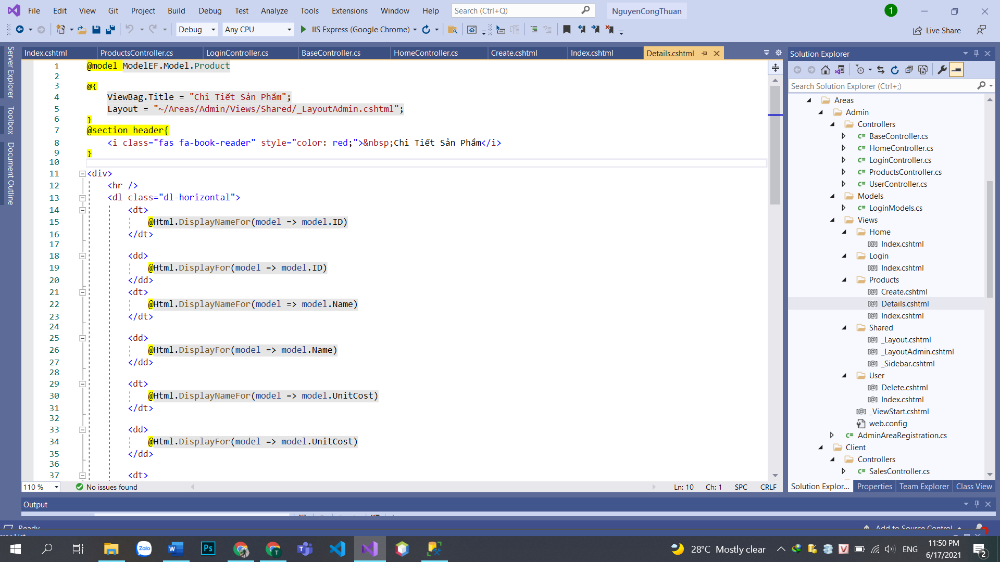 File Edit View Git Project Build Debug Test Analyze Tools Extensions Window Help Search (Ctrl+Q) NguyenCongThuan 1
Debug Any CPU IIS Express (Google Chrome) Live Share
Index.cshtml ProductsController.cs LoginController.cs BaseController.cs HomeController.cs Create.cshtml Index.cshtml Details.cshtml
Server Explorer
Toolbox
Document Outline
1 @model ModelEF.Model.Product
2
3 @{
4 ViewBag.Title = "Chi Tiết Sản Phẩm";
5 Layout = "~/Areas/Admin/Views/Shared/_LayoutAdmin.cshtml";
6 }
7 @section header{
8 <i class="fas fa-book-reader" style="color: red;">&nbsp;Chi Tiết Sản Phẩm</i>
9 }
10
11 <div>
12 <hr />
13 <dl class="dl-horizontal">
14 <dt>
15 @Html.DisplayNameFor(model => model.ID)
16 </dt>
17
18 <dd>
19 @Html.DisplayFor(model => model.ID)
20 </dd>
21 <dt>
22 @Html.DisplayNameFor(model => model.Name)
23 </dt>
24
25 <dd>
26 @Html.DisplayFor(model => model.Name)
27 </dd>
28
29 <dt>
30 @Html.DisplayNameFor(model => model.UnitCost)
31 </dt>
32
33 <dd>
34 @Html.DisplayFor(model => model.UnitCost)
35 </dd>
36
37 <dt>
110 % No issues found Ln: 10 Ch: 1 SPC CRLF
Solution Explorer
Search Solution Explorer (Ctrl+;)
Areas
Admin
Controllers
C# BaseController.cs
C# HomeController.cs
C# LoginController.cs
C# ProductsController.cs
C# UserController.cs
Models
C# LoginModels.cs
Views
Home
[@] Index.cshtml
Login
[@] Index.cshtml
Products
[@] Create.cshtml
[@] Details.cshtml
[@] Index.cshtml
Shared
[@] _Layout.cshtml
[@] _LayoutAdmin.cshtml
[@] _Sidebar.cshtml
User
[@] Delete.cshtml
[@] Index.cshtml
[@] _ViewStart.cshtml
web.config
C# AdminAreaRegistration.cs
Client
Controllers
C# SalesController.cs
Solution Explor... Properties Team Explorer Class View
Output
Ready Add to Source Control
Zalo W Ps T 28°C Mostly clear V ENG 11:50 PM
6/17/2021
2